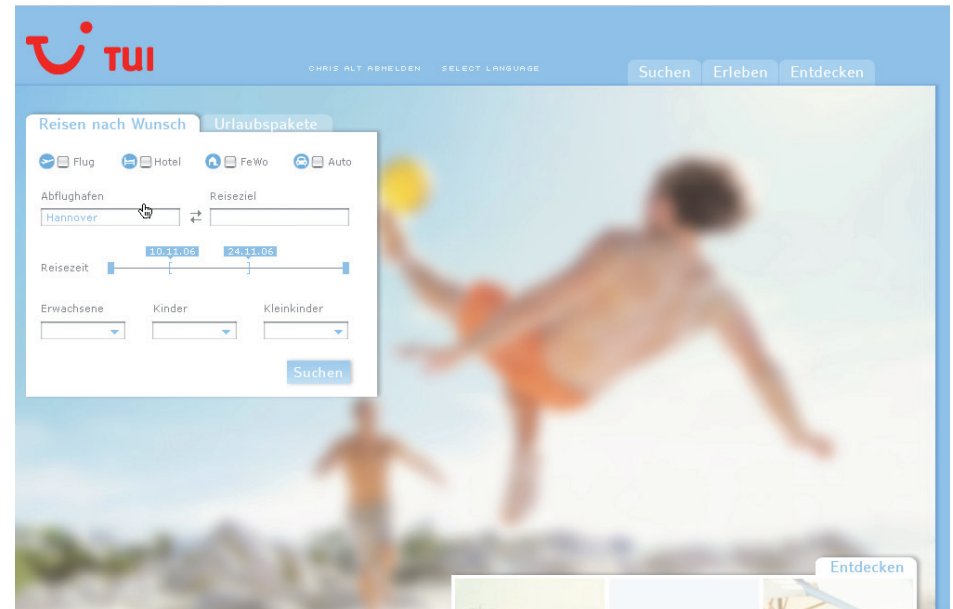 TUI
CHRIS ALT ABMELDEN SELECT LANGUAGE
Suchen Erleben Entdecken
Reisen nach Wunsch Urlaubspakete
Flug Hotel FeWo Auto
Abflughafen Reiseziel
Hannover
10.11.06 24.11.06
Reisezeit
Erwachsene Kinder Kleinkinder
Suchen
Entdecken